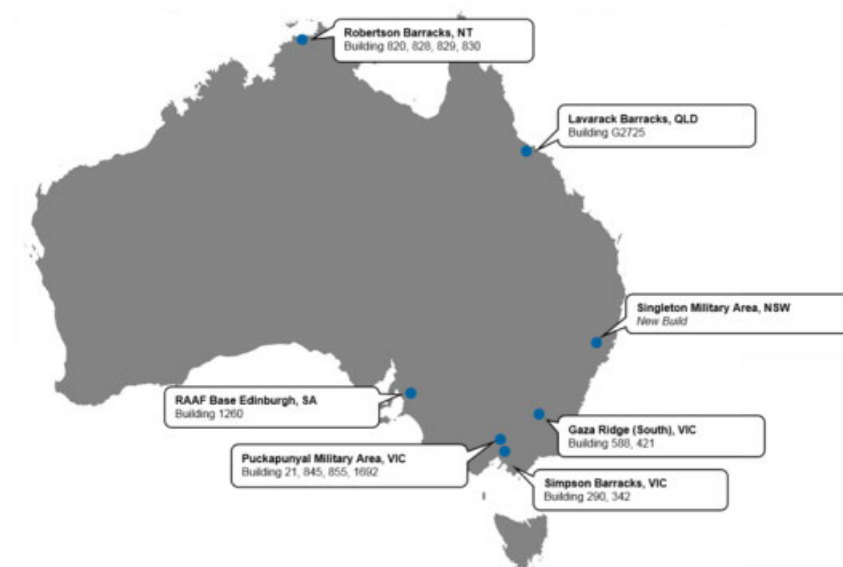 Robertson Barracks, NT
Building 820, 828, 829, 830
Lavarack Barracks, QLD
Building G2725
Singleton Military Area, NSW
New Build
RAAF Base Edinburgh, SA
Building 1260
Gaza Ridge (South), VIC
Building 588, 421
Puckapunyal Military Area, VIC
Building 21, 845, 855, 1692
Simpson Barracks, VIC
Building 290, 342